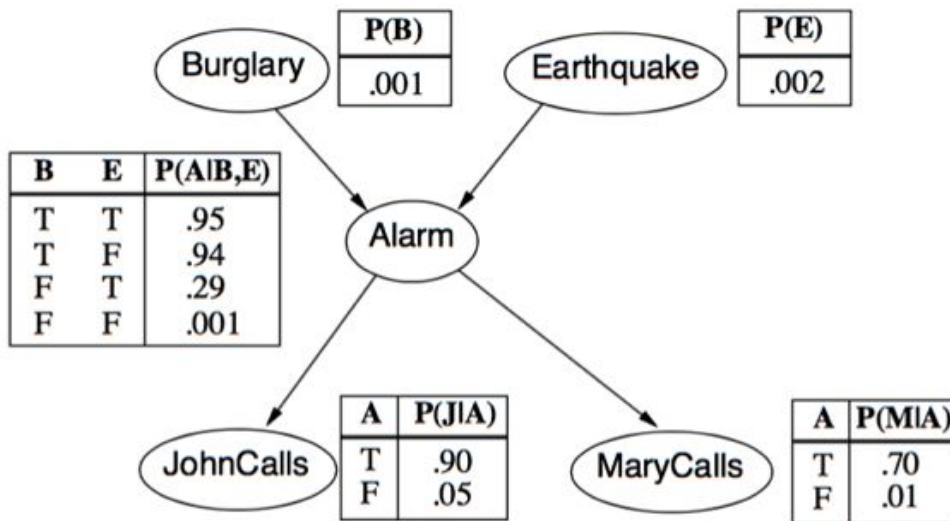 Burglary
P(B)
.001
Earthquake
P(E)
.002
B E P(A|B,E)
T T .95
T F .94
F T .29
F F .001
Alarm
JohnCalls
A P(J|A)
T .90
F .05
MaryCalls
A P(M|A)
T .70
F .01